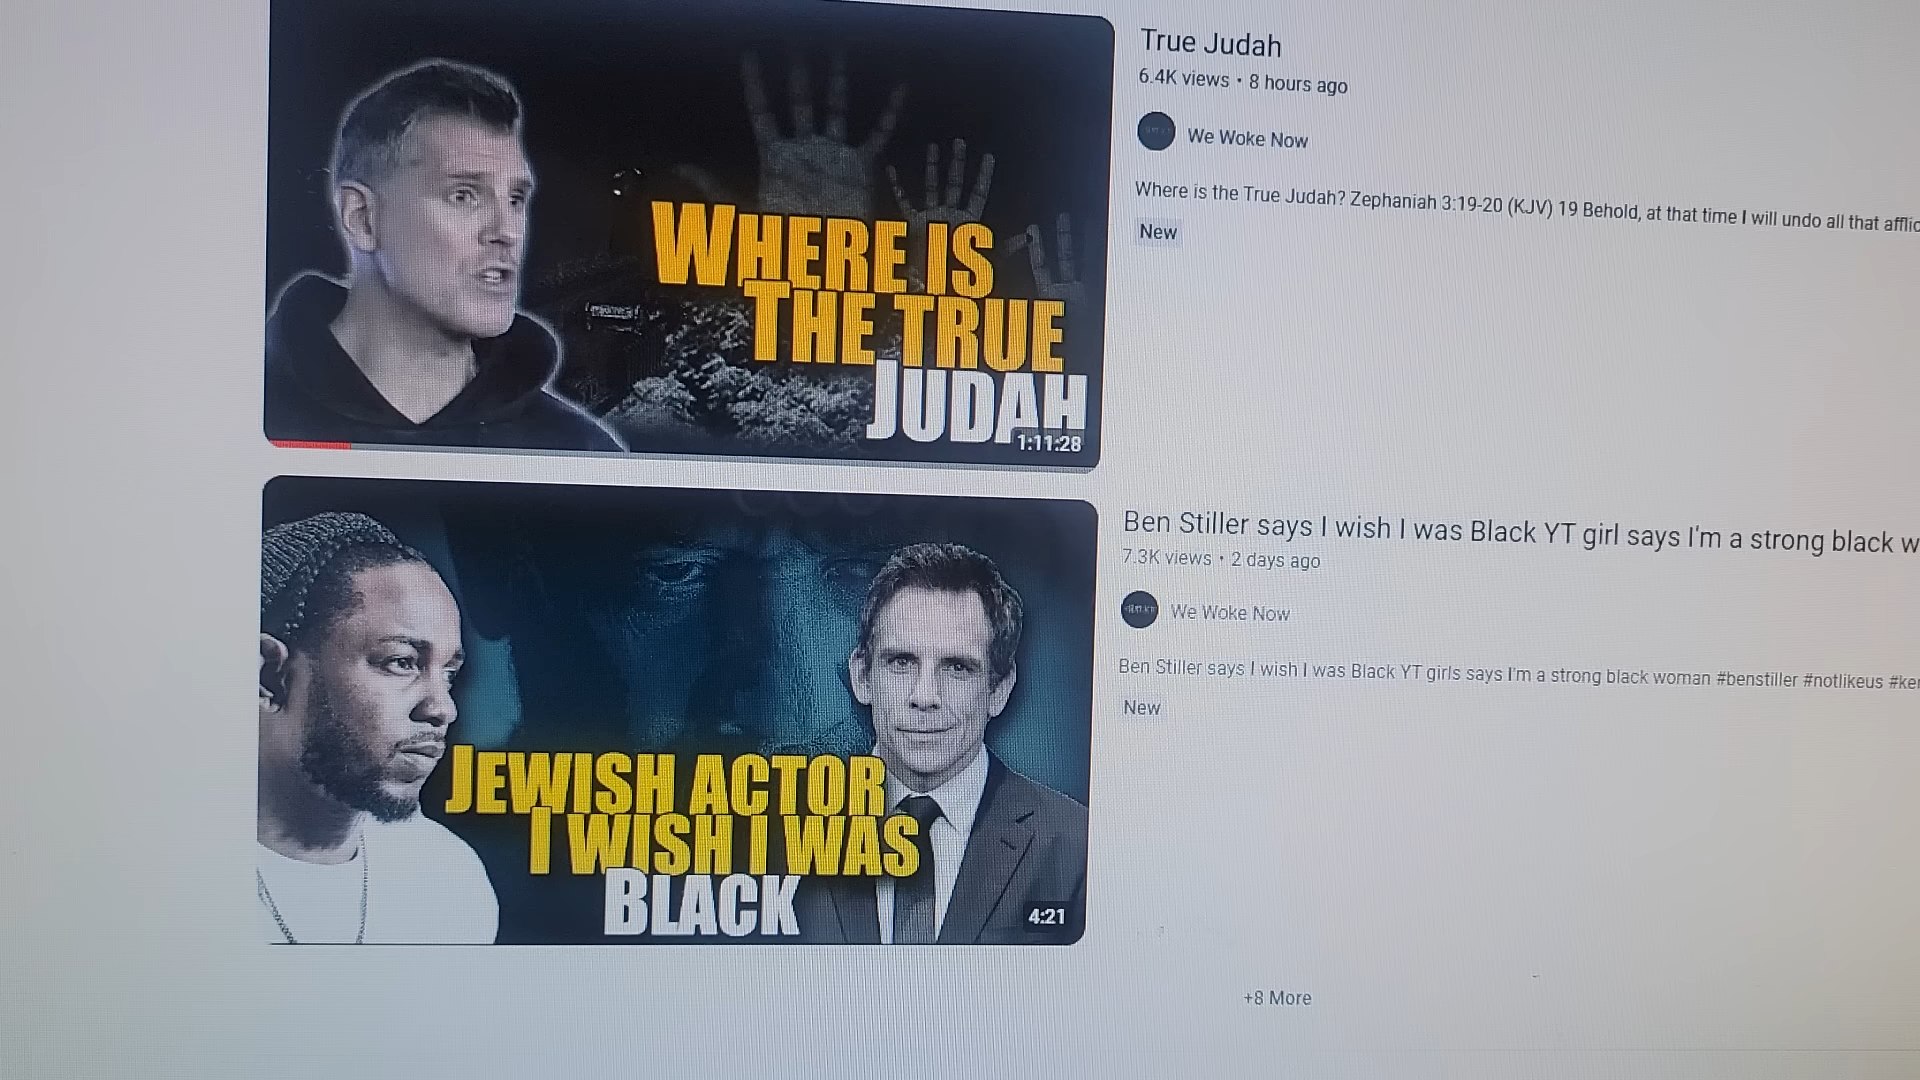 WHERE IS
THE TRUE
JUDAH
1:11:28
True Judah
6.4K views • 8 hours ago
We Woke Now
Where is the True Judah? Zephaniah 3:19-20 (KJV) 19 Behold, at that time I will undo all that afflic
New
JEWISH ACTOR
I WISH I WAS
BLACK
4:21
Ben Stiller says I wish I was Black YT girl says I'm a strong black w
7.3K views • 2 days ago
We Woke Now
Ben Stiller says I wish I was Black YT girls says I'm a strong black woman #benstiller #notlikeus #ke
New
+8 More